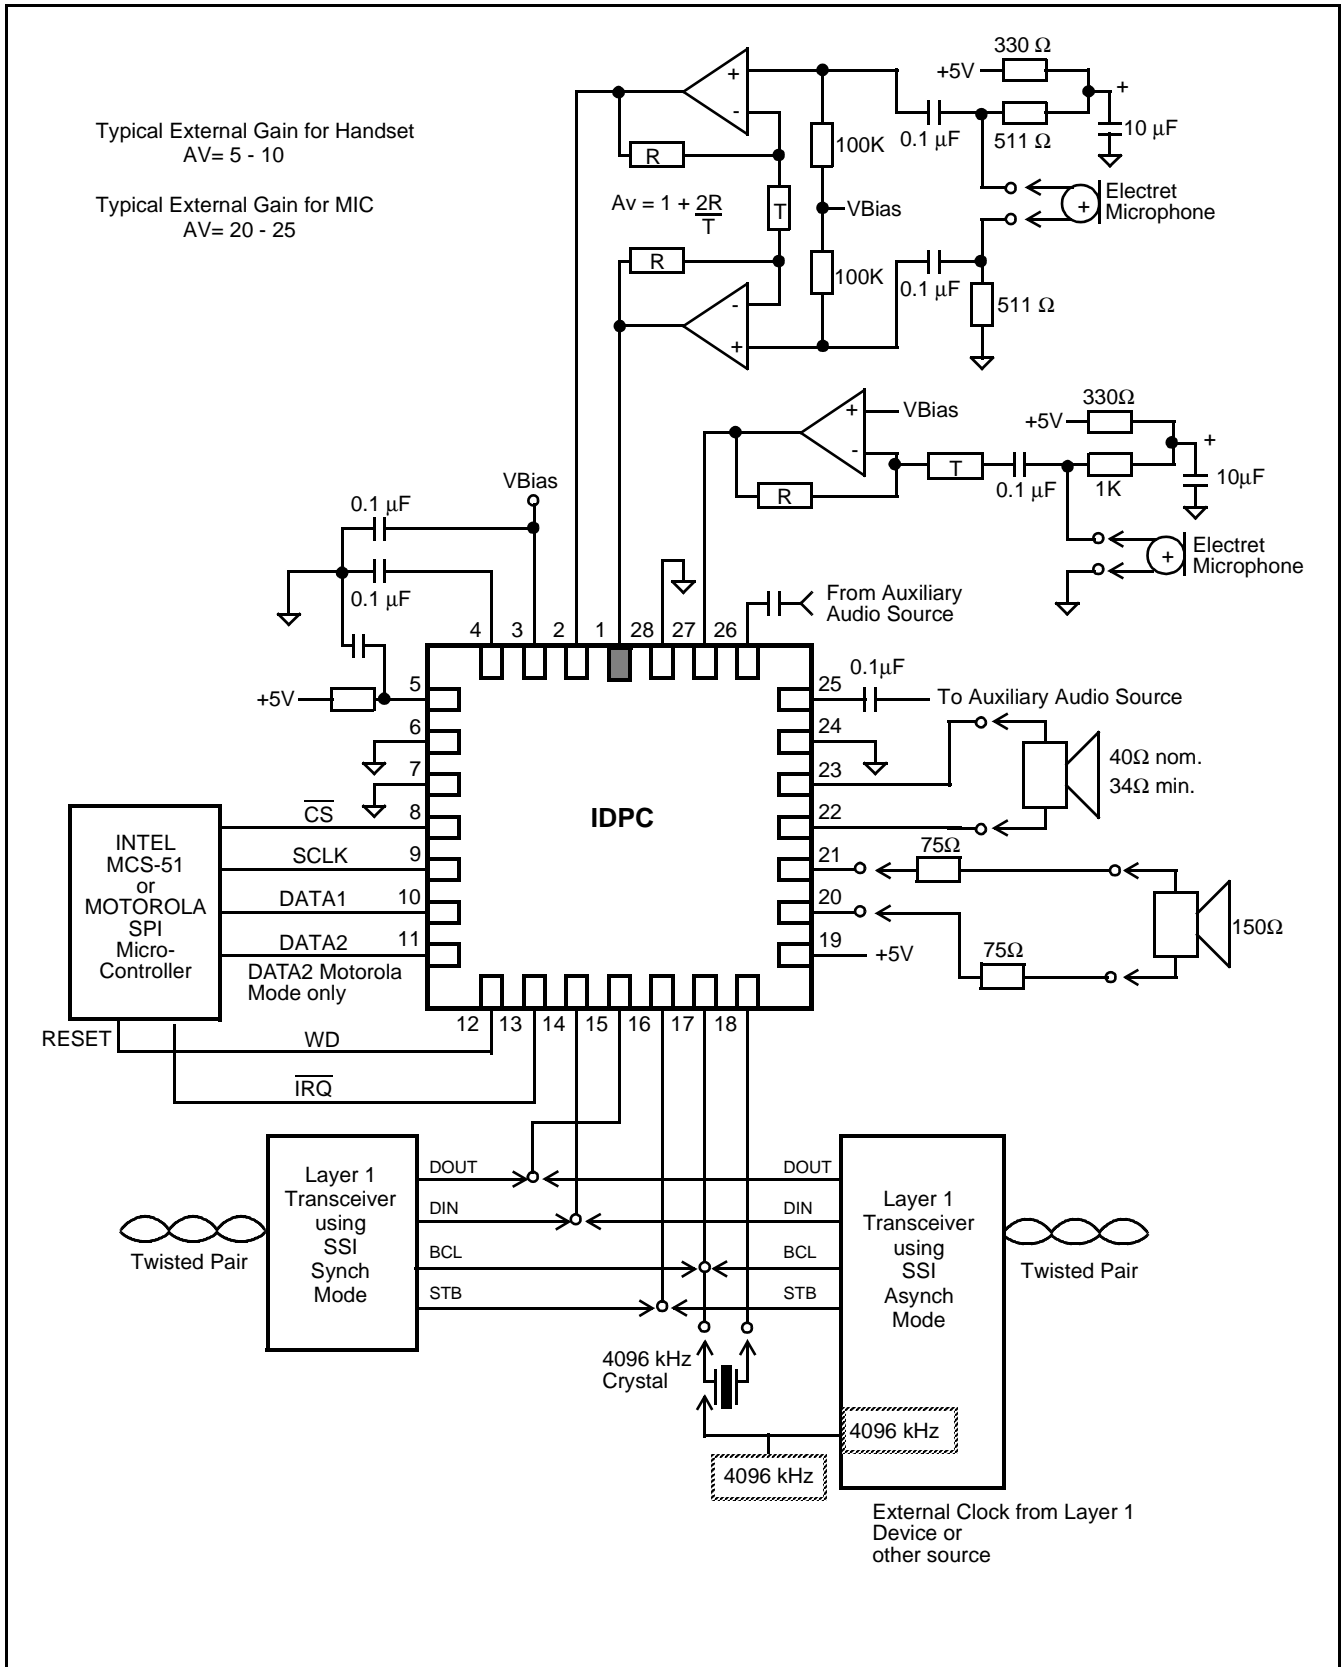 330 Ω
+5V
+
Typical External Gain for Handset
AV= 5 - 10
+
-
0.1 μF
511 Ω
10 μF
100K
R
Typical External Gain for MIC
AV= 20 - 25
Av = 1 + 2R
T
T
VBias
+
Electret
Microphone
R
100K
0.1 μF
-
+
511 Ω
330Ω
+5V
+
VBias
+
-
T
0.1 μF
1K
10μF
R
VBias
0.1 μF
0.1 μF
+
Electret
Microphone
From Auxiliary
Audio Source
4 3 2 1 28 27 26
+5V
5
6
7
8
9
10
11
25
24
23
22
21
20
19
0.1μF
To Auxiliary Audio Source
40Ω nom.
34Ω min.
IDPC
INTEL
MCS-51
or
MOTOROLA
SPI
Micro-
Controller
CS
SCLK
DATA1
DATA2
DATA2 Motorola
Mode only
75Ω
75Ω
150Ω
+5V
12 13 14 15 16 17 18
RESET
WD
IRQ
Layer 1
Transceiver
using
SSI
Synch
Mode
DOUT
DIN
BCL
STB
DOUT
DIN
BCL
STB
Layer 1
Transceiver
using
SSI
Asynch
Mode
Twisted Pair
Twisted Pair
4096 kHz
Crystal
4096 kHz
4096 kHz
External Clock from Layer 1
Device or
other source